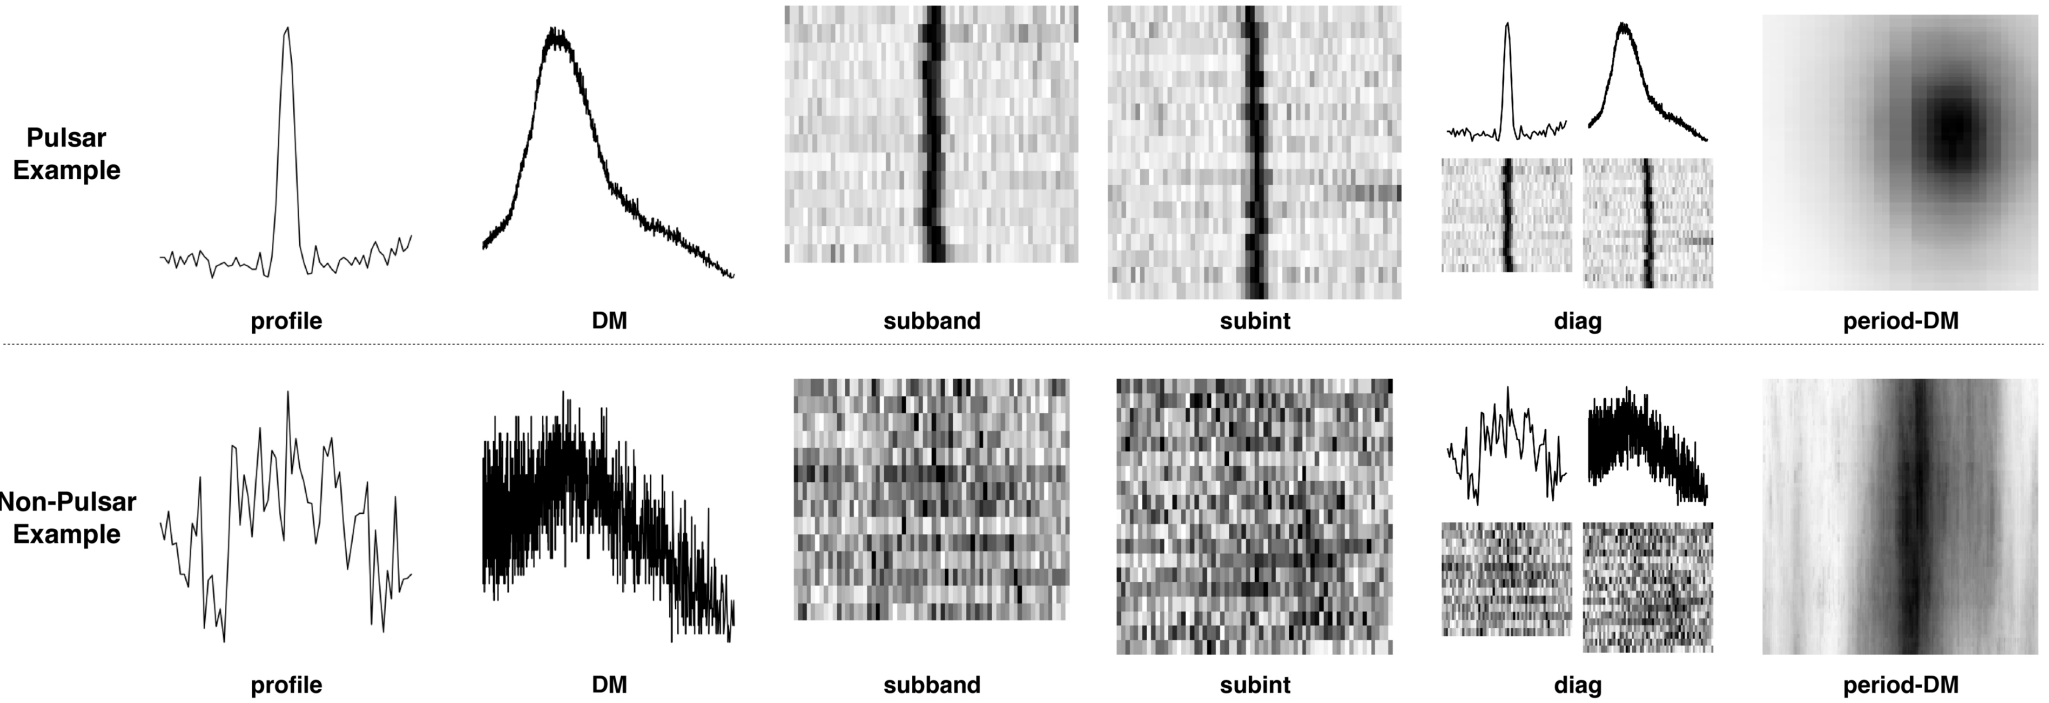 Pulsar
Example
profile
DM
subband
subint
diag
period-DM
Non-Pulsar
Example
profile
DM
subband
subint
diag
period-DM